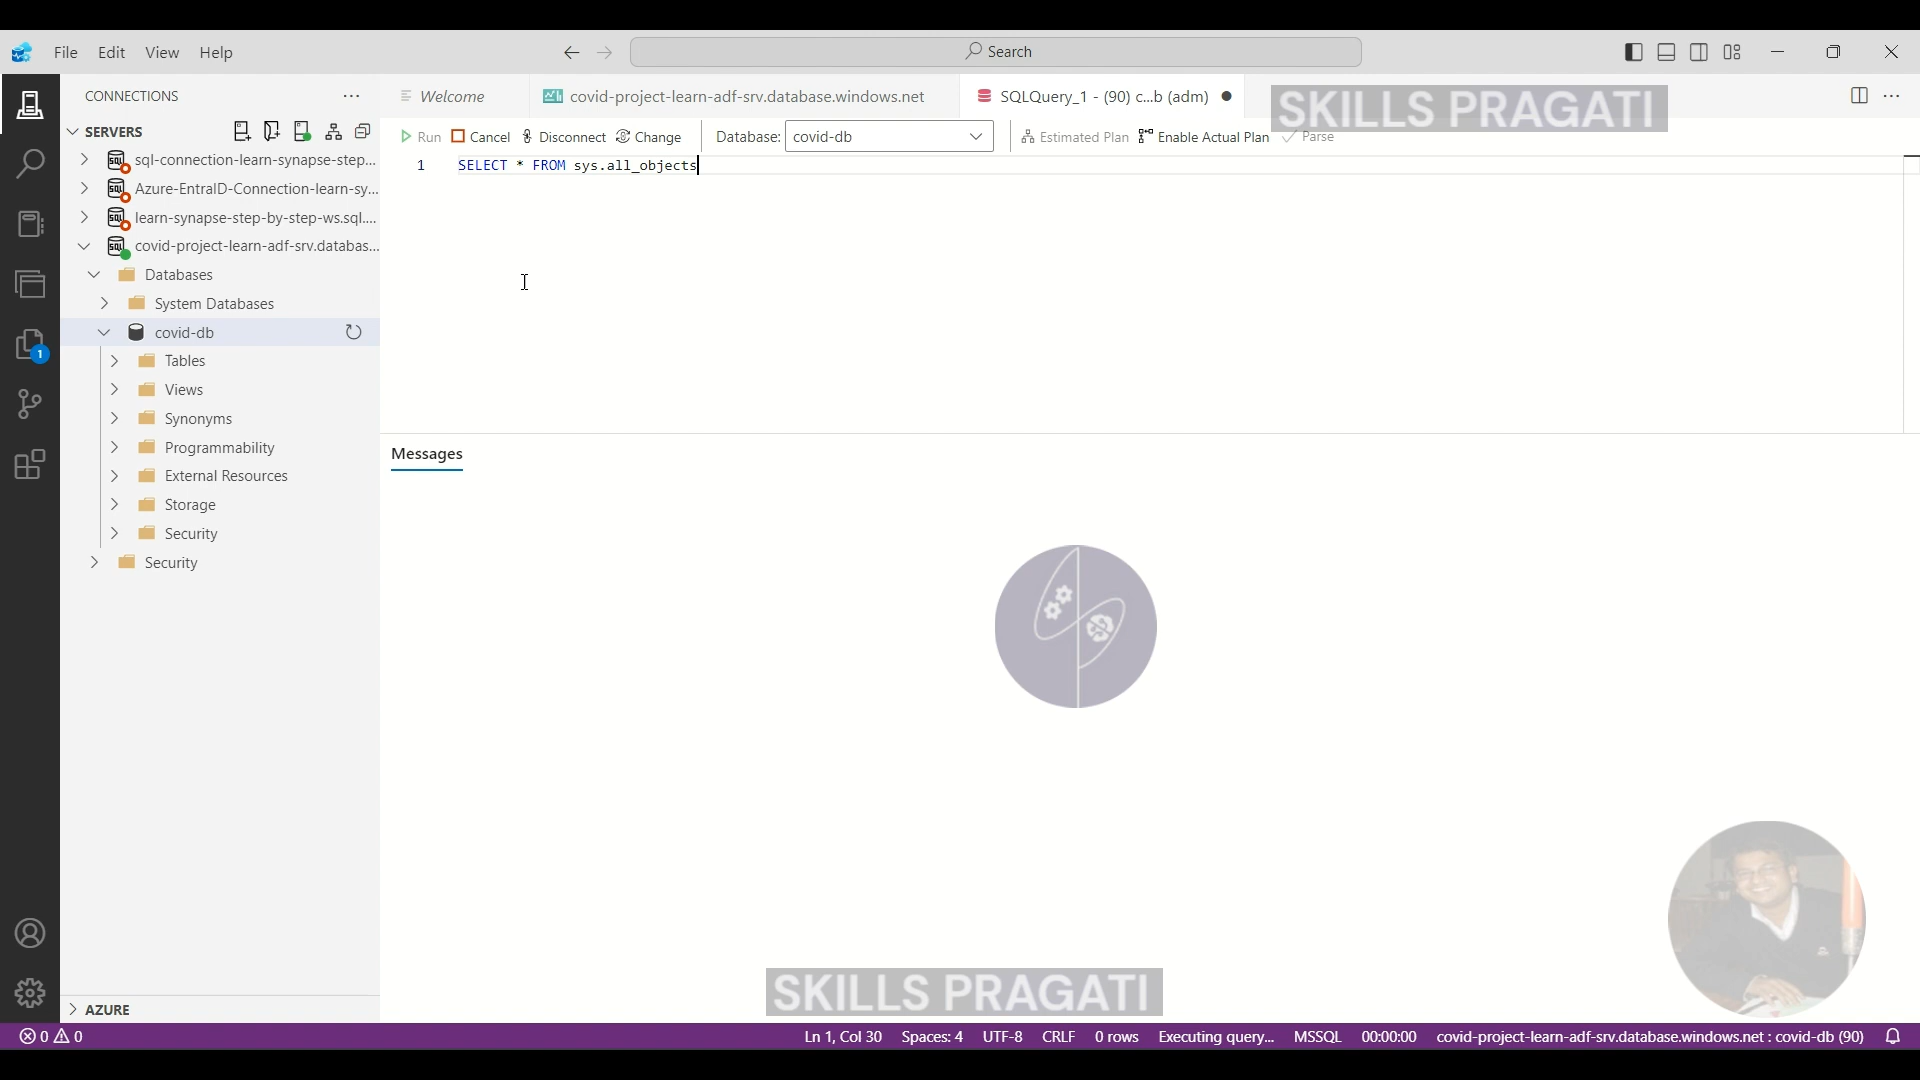 File Edit View Help
Search
CONNECTIONS
Welcome
covid-project-learn-adf-srv.database.windows.net
SQLQuery_1 - (90) c...b (adm)
SKILLS PRAGATI
SERVERS
Run Cancel Disconnect Change Database: covid-db Estimated Plan Enable Actual Plan Parse
1 SELECT * FROM sys.all_objects
sql-connection-learn-synapse-step...
Azure-EntraID-Connection-learn-sy...
learn-synapse-step-by-step-ws.sql....
covid-project-learn-adf-srv.databas...
Databases
System Databases
covid-db
Tables
Views
Synonyms
Programmability
External Resources
Storage
Security
Security
1
Messages
SKILLS PRAGATI
AZURE
0 0 Ln 1, Col 30 Spaces: 4 UTF-8 CRLF 0 rows Executing query... MSSQL 00:00:00 covid-project-learn-adf-srv.database.windows.net : covid-db (90)